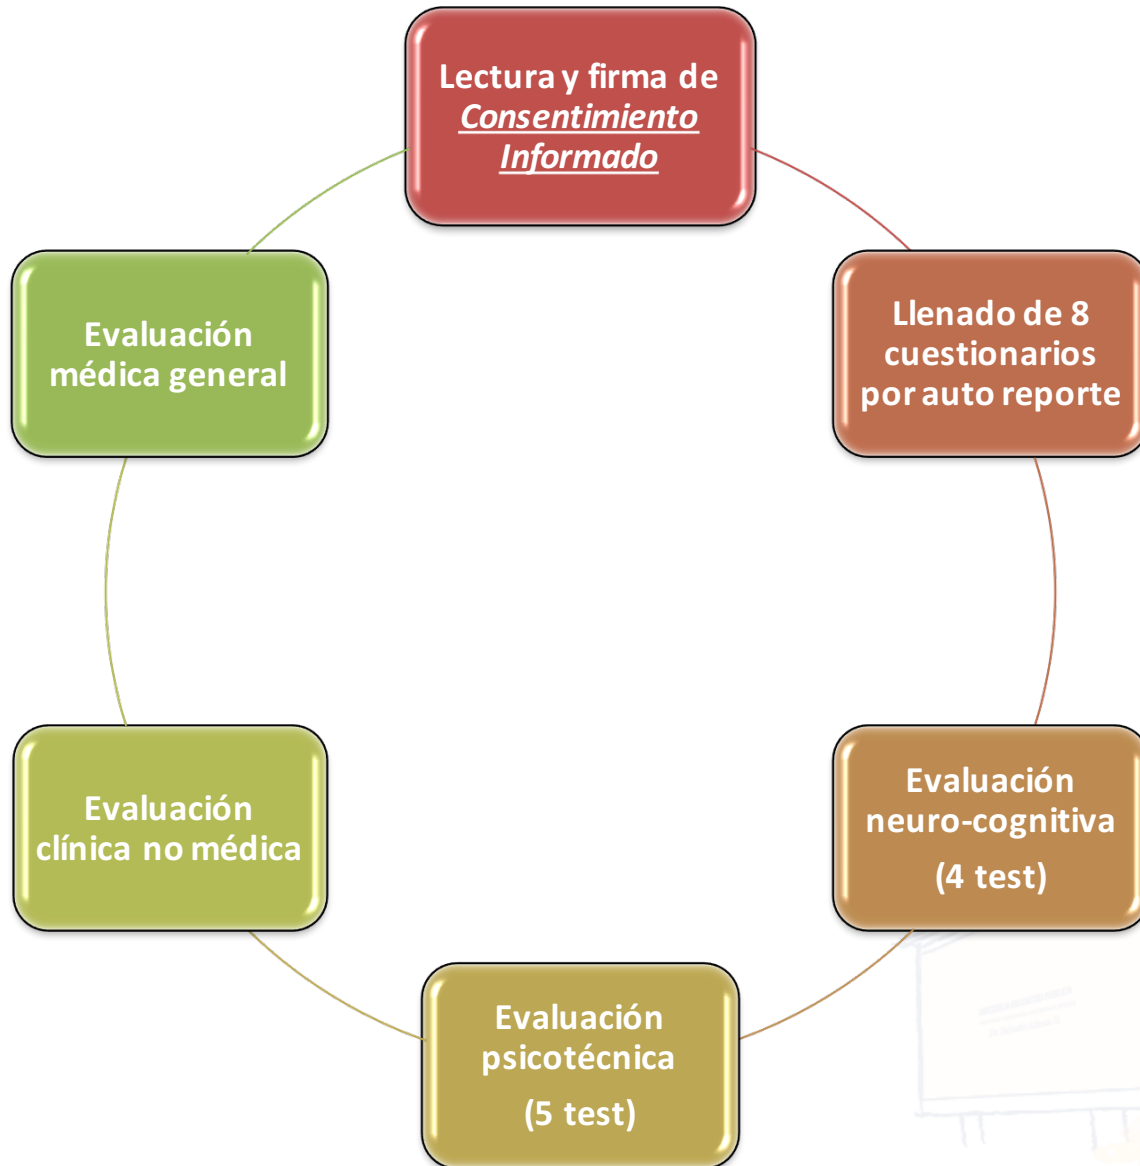 Lectura y firma de
Consentimiento
Informado
Llenado de 8
cuestionarios
por auto reporte
Evaluación
neuro-cognitiva
(4 test)
Evaluación
psicotécnica
(5 test)
Evaluación
clínica no médica
Evaluación
médica general